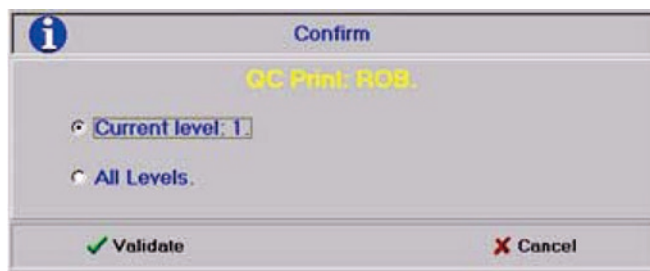 Confirm
QC Print: ROB.
Current level: 1.
All Levels.
Validate
Cancel